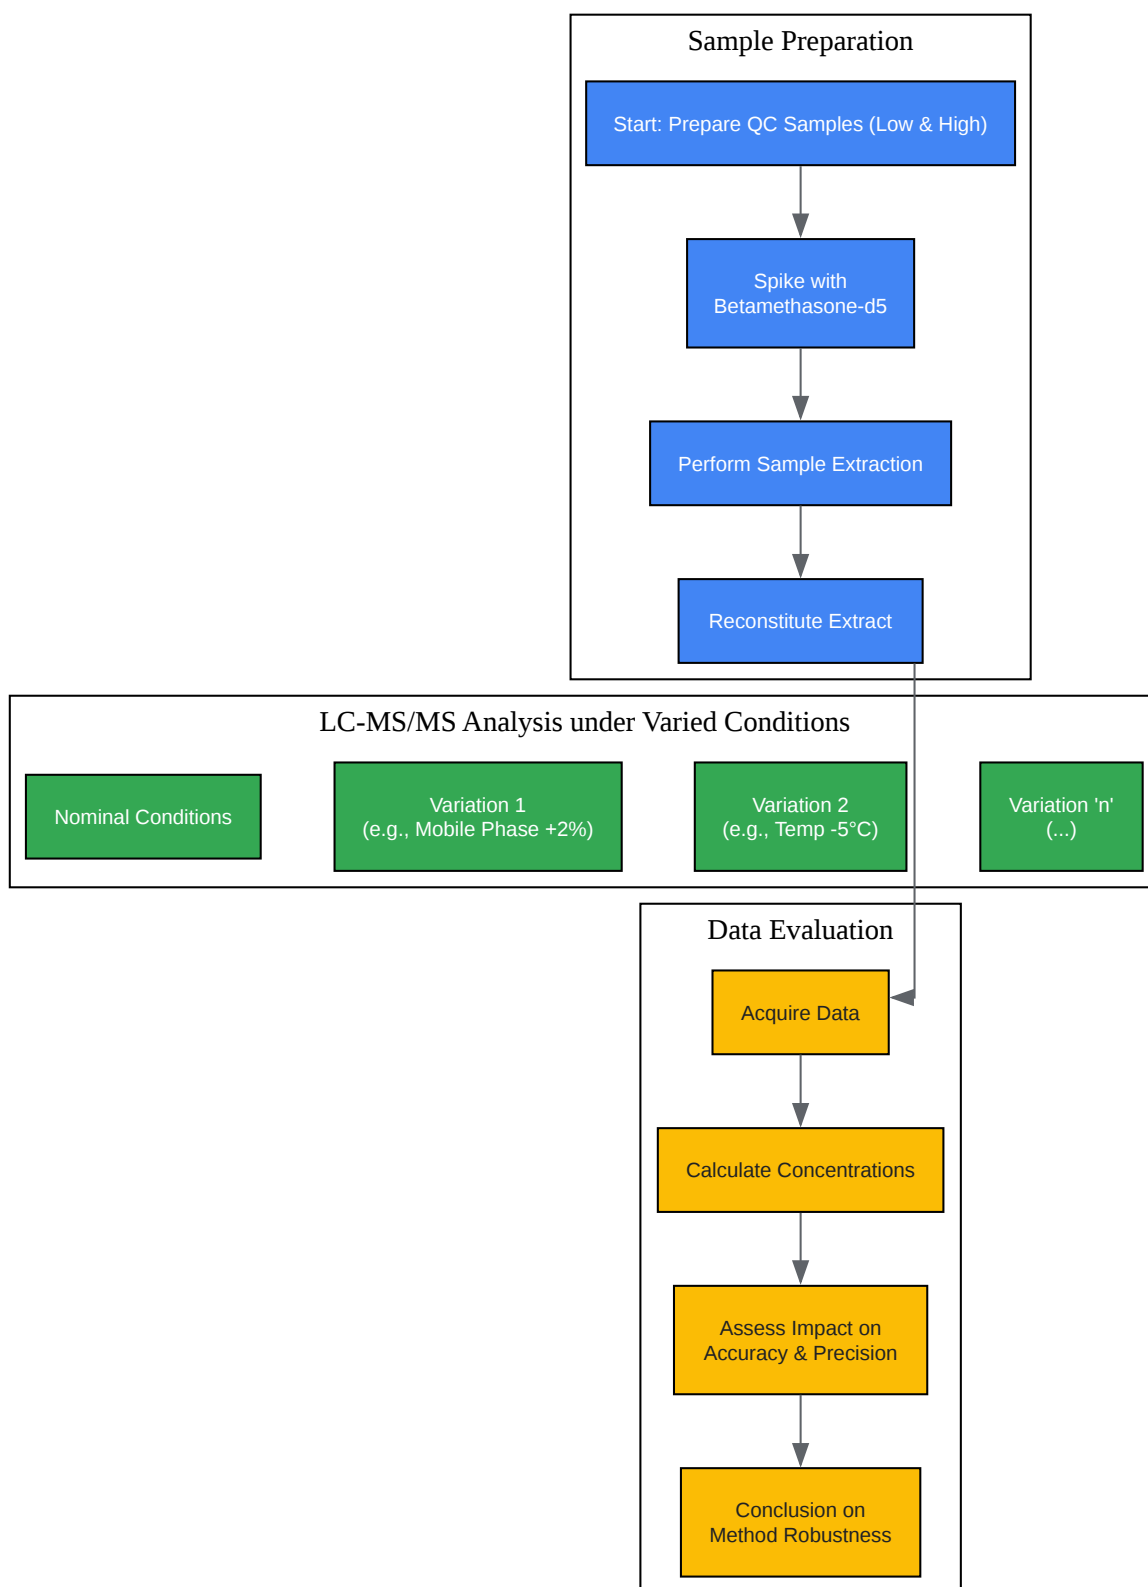 Sample Preparation
Start: Prepare QC Samples (Low & High)
Spike with
Betamethasone-d5
Perform Sample Extraction
Reconstitute Extract
LC-MS/MS Analysis under Varied Conditions
Nominal Conditions
Variation 1
(e.g., Mobile Phase +2%)
Variation 2
(e.g., Temp -5°C)
Variation 'n'
(...)
Data Evaluation
Acquire Data
Calculate Concentrations
Assess Impact on
Accuracy & Precision
Conclusion on
Method Robustness